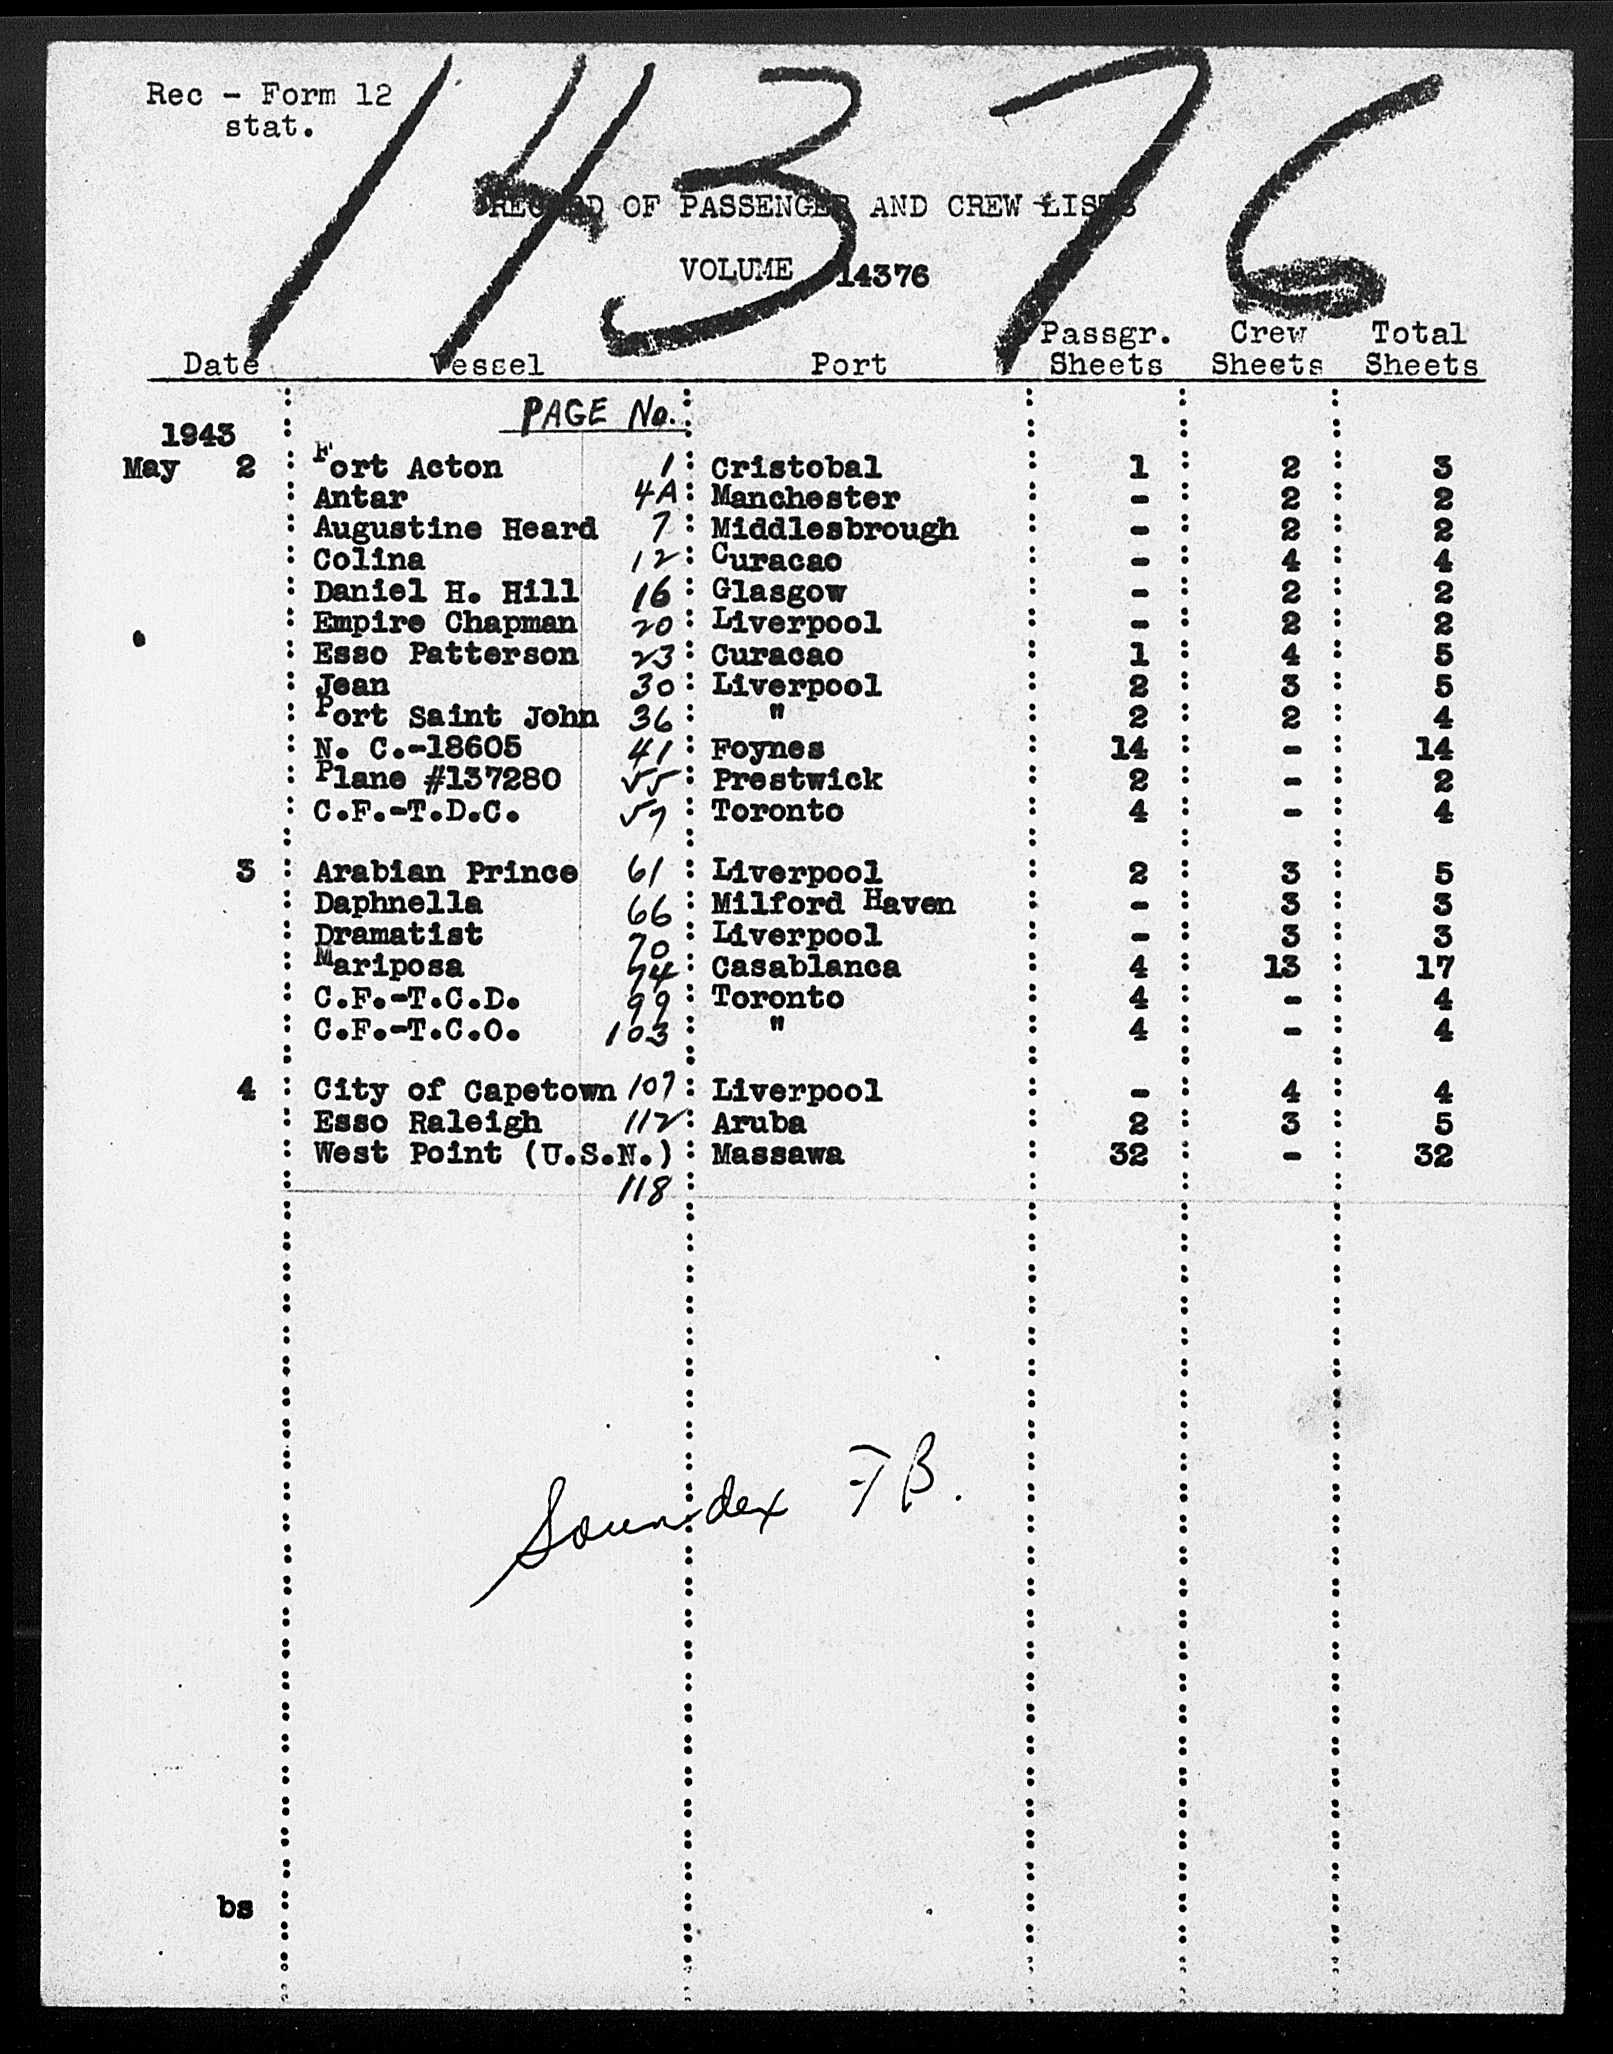 14376
Rec - Form 12
stat.
RECORD OF PASSENGER AND CREW LISTS
VOLUME 14376
Date Vessel Port Passgr. Sheets Crew Sheets Total Sheets
PAGE No.
1943
May 2 Fort Acton 1 Cristobal 1 2 3
Antar 4A Manchester - 2 2
Augustine Heard 7 Middlesbrough - 2 2
Colina 12 Curacao - 4 4
Daniel H. Hill 16 Glasgow - 2 2
Empire Chapman 20 Liverpool - 2 2
Esso Patterson 23 Curacao 1 4 5
Jean 30 Liverpool 2 3 5
Port Saint John 36 " 2 2 4
N. C.-18605 41 Foynes 14 - 14
Plane #137280 55 Prestwick 2 - 2
C.F.-T.D.C. 57 Toronto 4 - 4
3 Arabian Prince 61 Liverpool 2 3 5
Daphnella 66 Milford Haven - 3 3
Dramatist 70 Liverpool - 3 3
Mariposa 74 Casablanca 4 13 17
C.F.-T.C.D. 99 Toronto 4 - 4
C.F.-T.C.O. 103 " 4 - 4
4 City of Capetown 107 Liverpool - 4 4
Esso Raleigh 112 Aruba 2 3 5
West Point (U.S.N.) Massawa 32 - 32
118
Soundex FB.
bs